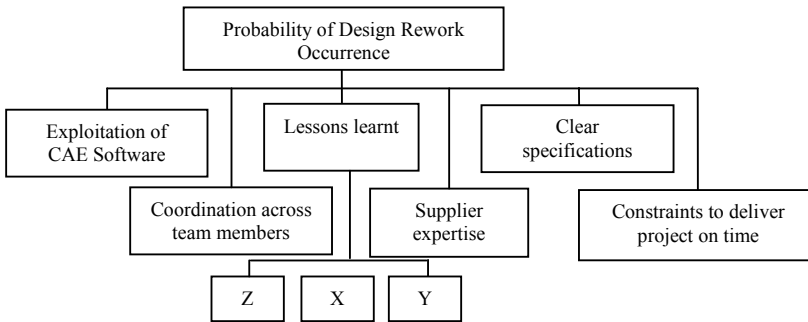 Probability of Design Rework
Occurrence
Exploitation of
CAE Software
Lessons learnt
Clear
specifications
Coordination across
team members
Supplier
expertise
Constraints to deliver
project on time
Z
X
Y